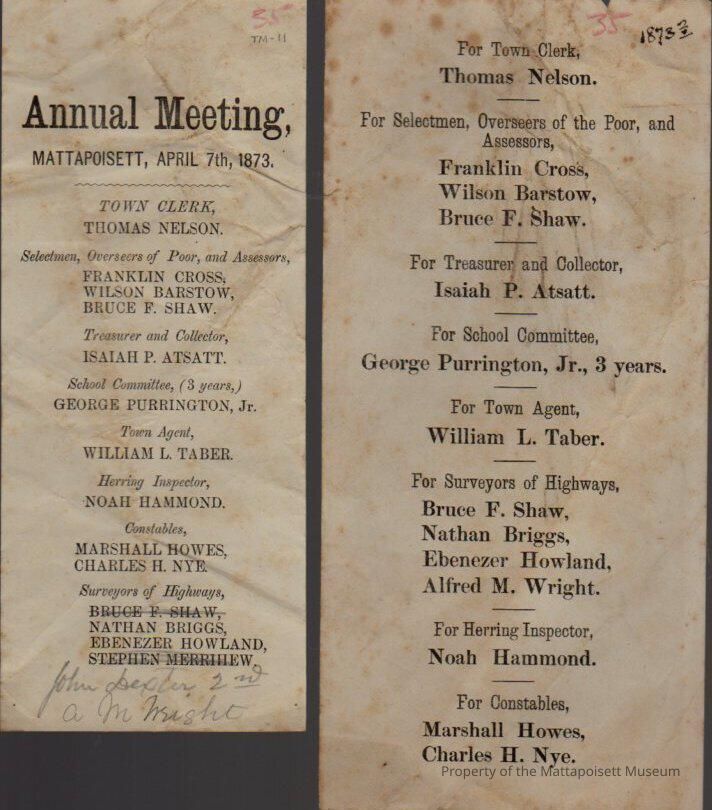 35
TM-11
Annual Meeting,
MATTAPOISETT, APRIL 7th, 1873.
TOWN CLERK,
THOMAS NELSON.
Selectmen, Overseers of Poor, and Assessors,
FRANKLIN CROSS,
WILSON BARSTOW,
BRUCE F. SHAW.
Treasurer and Collector,
ISAIAH P. ATSATT.
School Committee, (3 years,)
GEORGE PURRINGTON, Jr.
Town Agent,
WILLIAM L. TABER.
Herring Inspector,
NOAH HAMMOND.
Constables,
MARSHALL HOWES,
CHARLES H. NYE.
Surveyors of Highways,
BRUCE F. SHAW,
NATHAN BRIGGS,
EBENEZER HOWLAND,
STEPHEN MERRIHEW.
John Dexter 2nd
A M Wright
35
1873
For Town Clerk,
Thomas Nelson.
For Selectmen, Overseers of the Poor, and
Assessors,
Franklin Cross,
Wilson Barstow,
Bruce F. Shaw.
For Treasurer and Collector,
Isaiah P. Atsatt.
For School Committee,
George Purrington, Jr., 3 years.
For Town Agent,
William L. Taber.
For Surveyors of Highways,
Bruce F. Shaw,
Nathan Briggs,
Ebenezer Howland,
Alfred M. Wright.
For Herring Inspector,
Noah Hammond.
For Constables,
Marshall Howes,
Charles H. Nye.
Property of the Mattapoisett Museum